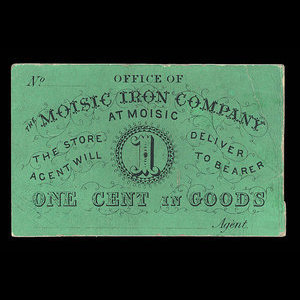 No
OFFICE OF
THE MOISIC IRON COMPANY
AT MOISIC
THE STORE AGENT WILL
1
DELIVER TO BEARER
ONE CENT IN GOODS
Agent.